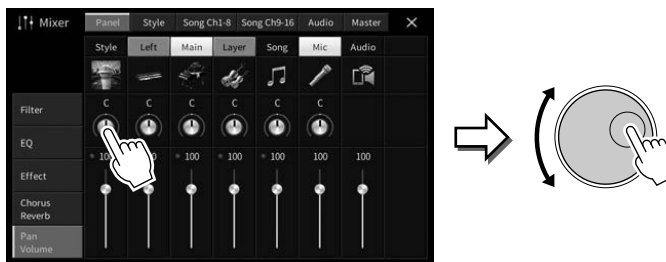 Mixer
Panel Style Song Ch1-8 Song Ch9-16 Audio Master
Style Left Main Layer Song Mic Audio
C C C C C C
Filter
EQ
100 100 100 100 100 100 100
Effect
Chorus
Reverb
Pan
Volume